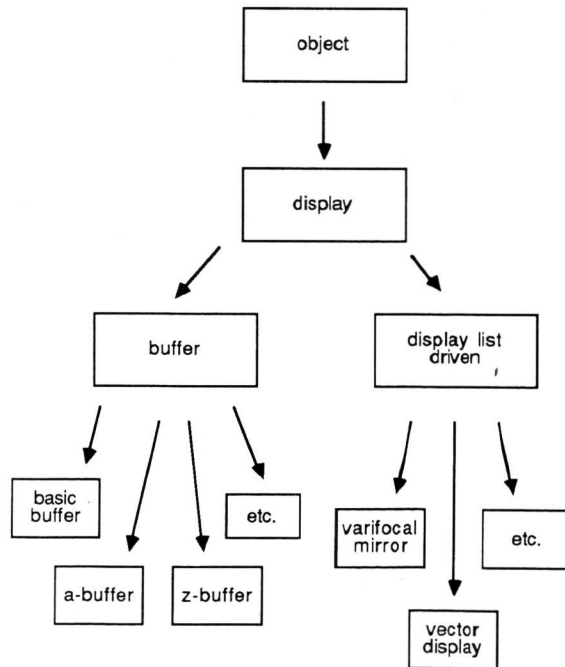 object
display
buffer
display list
driven
basic
buffer
etc.
a-buffer
z-buffer
varifocal
mirror
etc.
vector
display